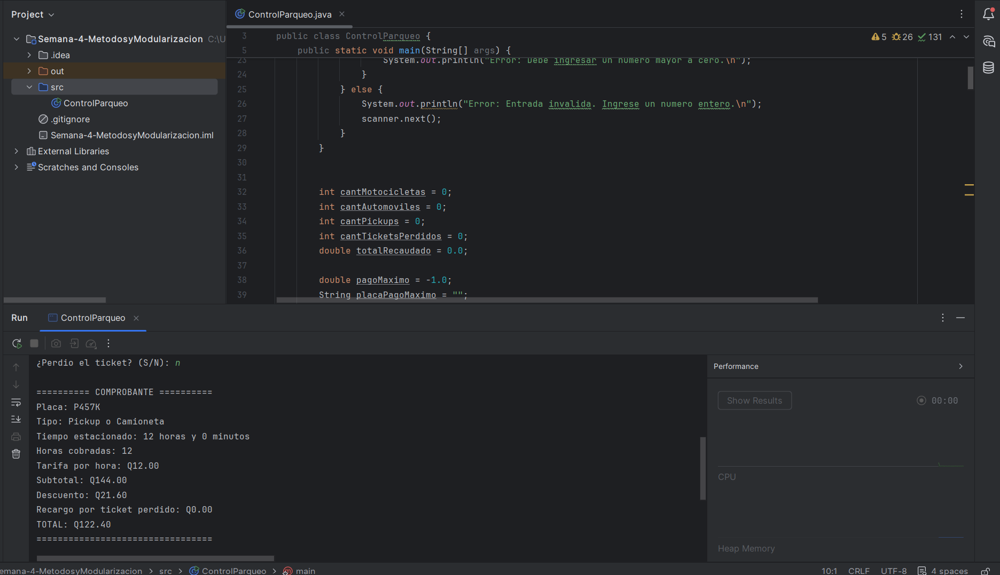 Project
Semana-4-MetodosyModularizacion C:\U
.idea
out
src
ControlParqueo
.gitignore
Semana-4-MetodosyModularizacion.iml
External Libraries
Scratches and Consoles
ControlParqueo.java
5 26 131
3 public class ControlParqueo {
5 public static void main(String[] args) {
23 System.out.println("Error: Debe ingresar un numero mayor a cero.\n");
24 }
25 } else {
26 System.out.println("Error: Entrada invalida. Ingrese un numero entero.\n");
27 scanner.next();
28 }
29 }
30
31
32 int cantMotocicletas = 0;
33 int cantAutomoviles = 0;
34 int cantPickups = 0;
35 int cantTicketsPerdidos = 0;
36 double totalRecaudado = 0.0;
37
38 double pagoMaximo = -1.0;
39 String placaPagoMaximo = "";
Run ControlParqueo
¿Perdio el ticket? (S/N): n
========== COMPROBANTE ==========
Placa: P457K
Tipo: Pickup o Camioneta
Tiempo estacionado: 12 horas y 0 minutos
Horas cobradas: 12
Tarifa por hora: Q12.00
Subtotal: Q144.00
Descuento: Q21.60
Recargo por ticket perdido: Q0.00
TOTAL: Q122.40
=================================
Performance
Show Results 00:00
CPU
Heap Memory
emana-4-MetodosyModularizacion > src > ControlParqueo > main
10:1 CRLF UTF-8 4 spaces